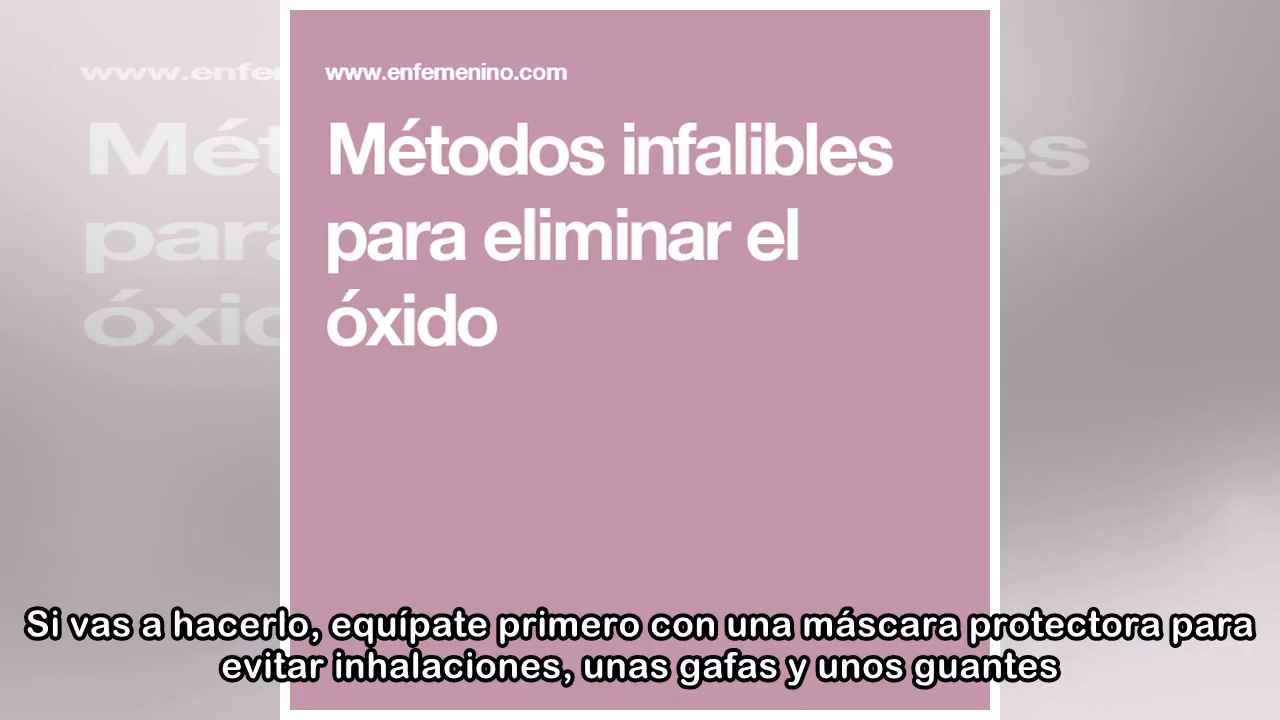 www.enfemenino.com
Métodos infalibles
para eliminar el
óxido
Si vas a hacerlo, equípate primero con una máscara protectora para
evitar inhalaciones, unas gafas y unos guantes